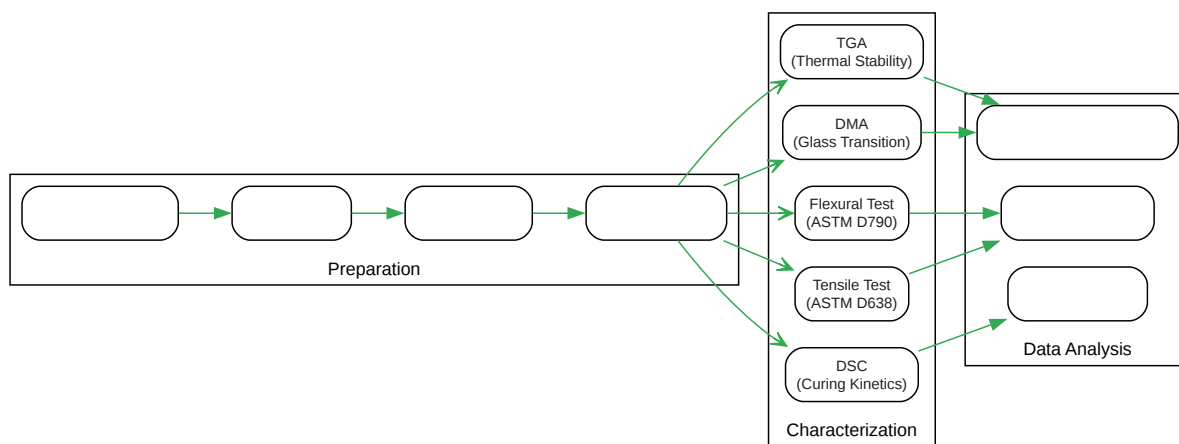 TGA
(Thermal Stability)
DMA
(Glass Transition)
Flexural Test
(ASTM D790)
Preparation
Tensile Test
(ASTM D638)
Data Analysis
DSC
(Curing Kinetics)
Characterization